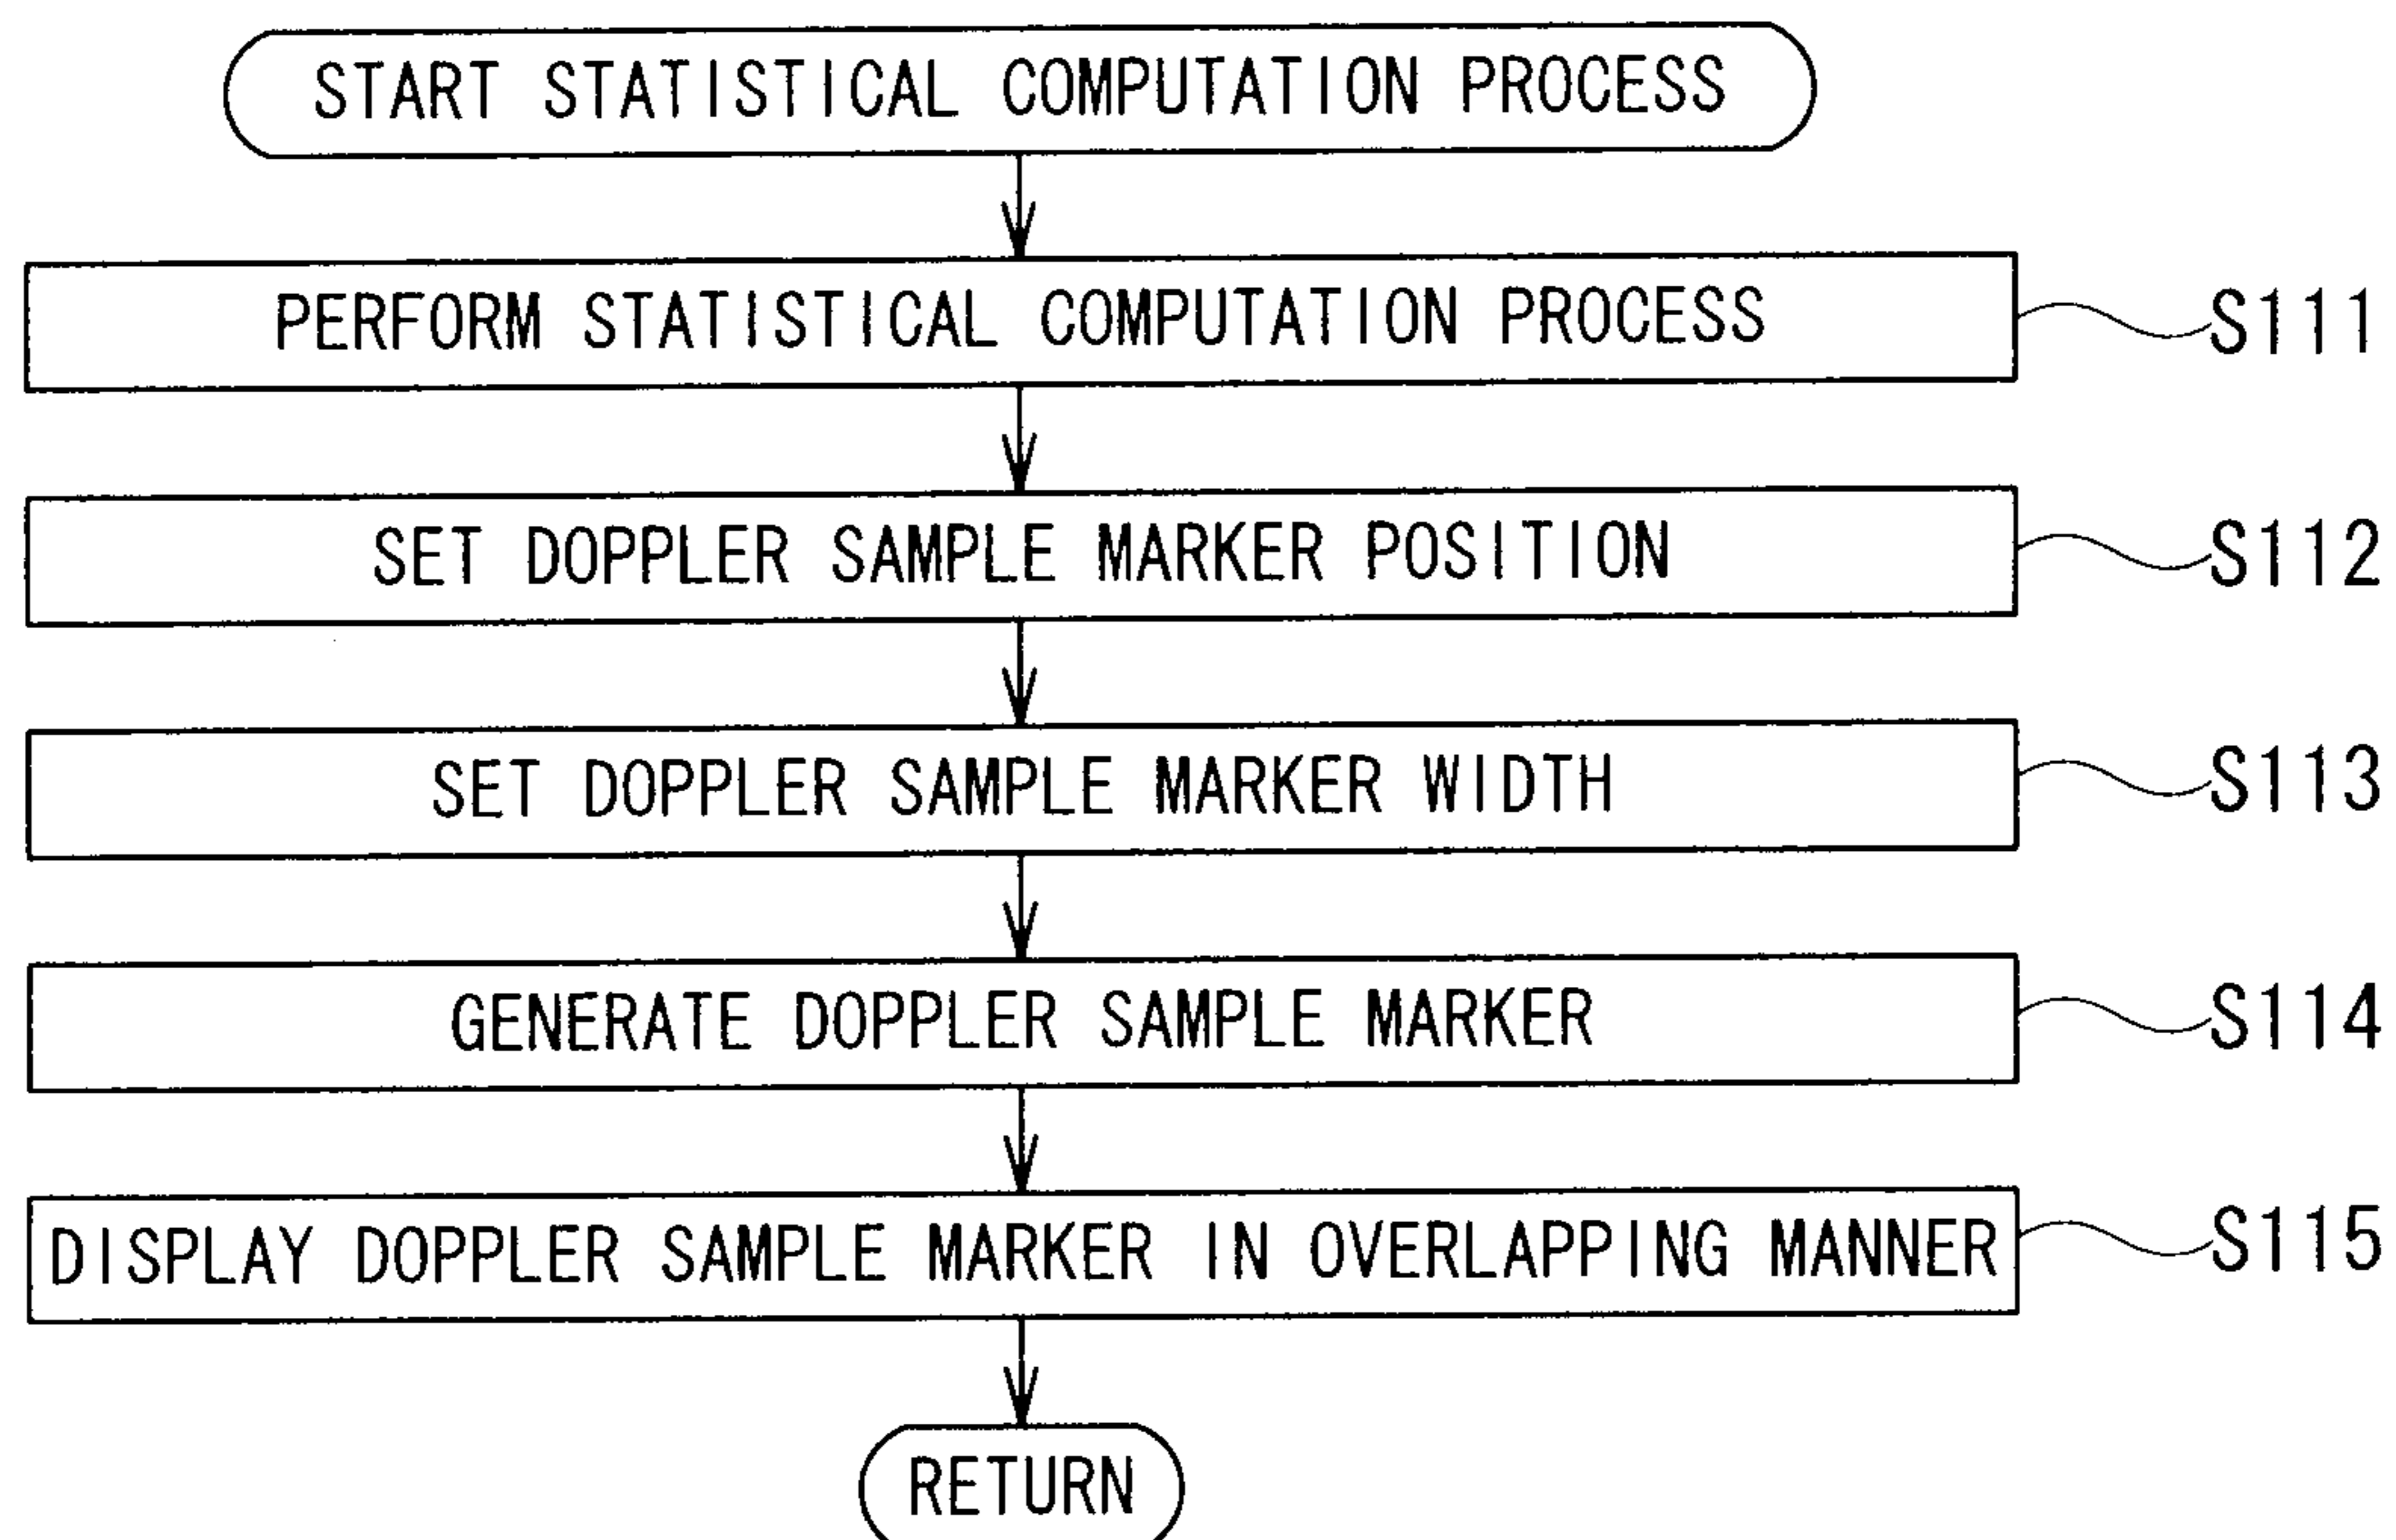 START STATISTICAL COMPUTATION PROCESS
PERFORM STATISTICAL COMPUTATION PROCESS
S111
SET DOPPLER SAMPLE MARKER POSITION
S112
SET DOPPLER SAMPLE MARKER WIDTH
S113
GENERATE DOPPLER SAMPLE MARKER
S114
DISPLAY DOPPLER SAMPLE MARKER IN OVERLAPPING MANNER
S115
RETURN